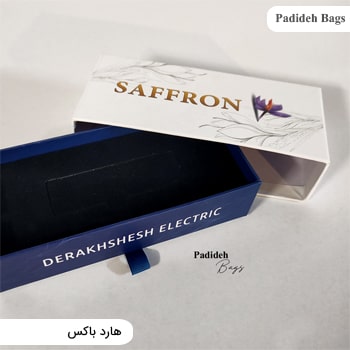 Padideh Bags
SAFFRON
DERAKHSHESH ELECTRIC
Padideh
Bags
هارد باکس